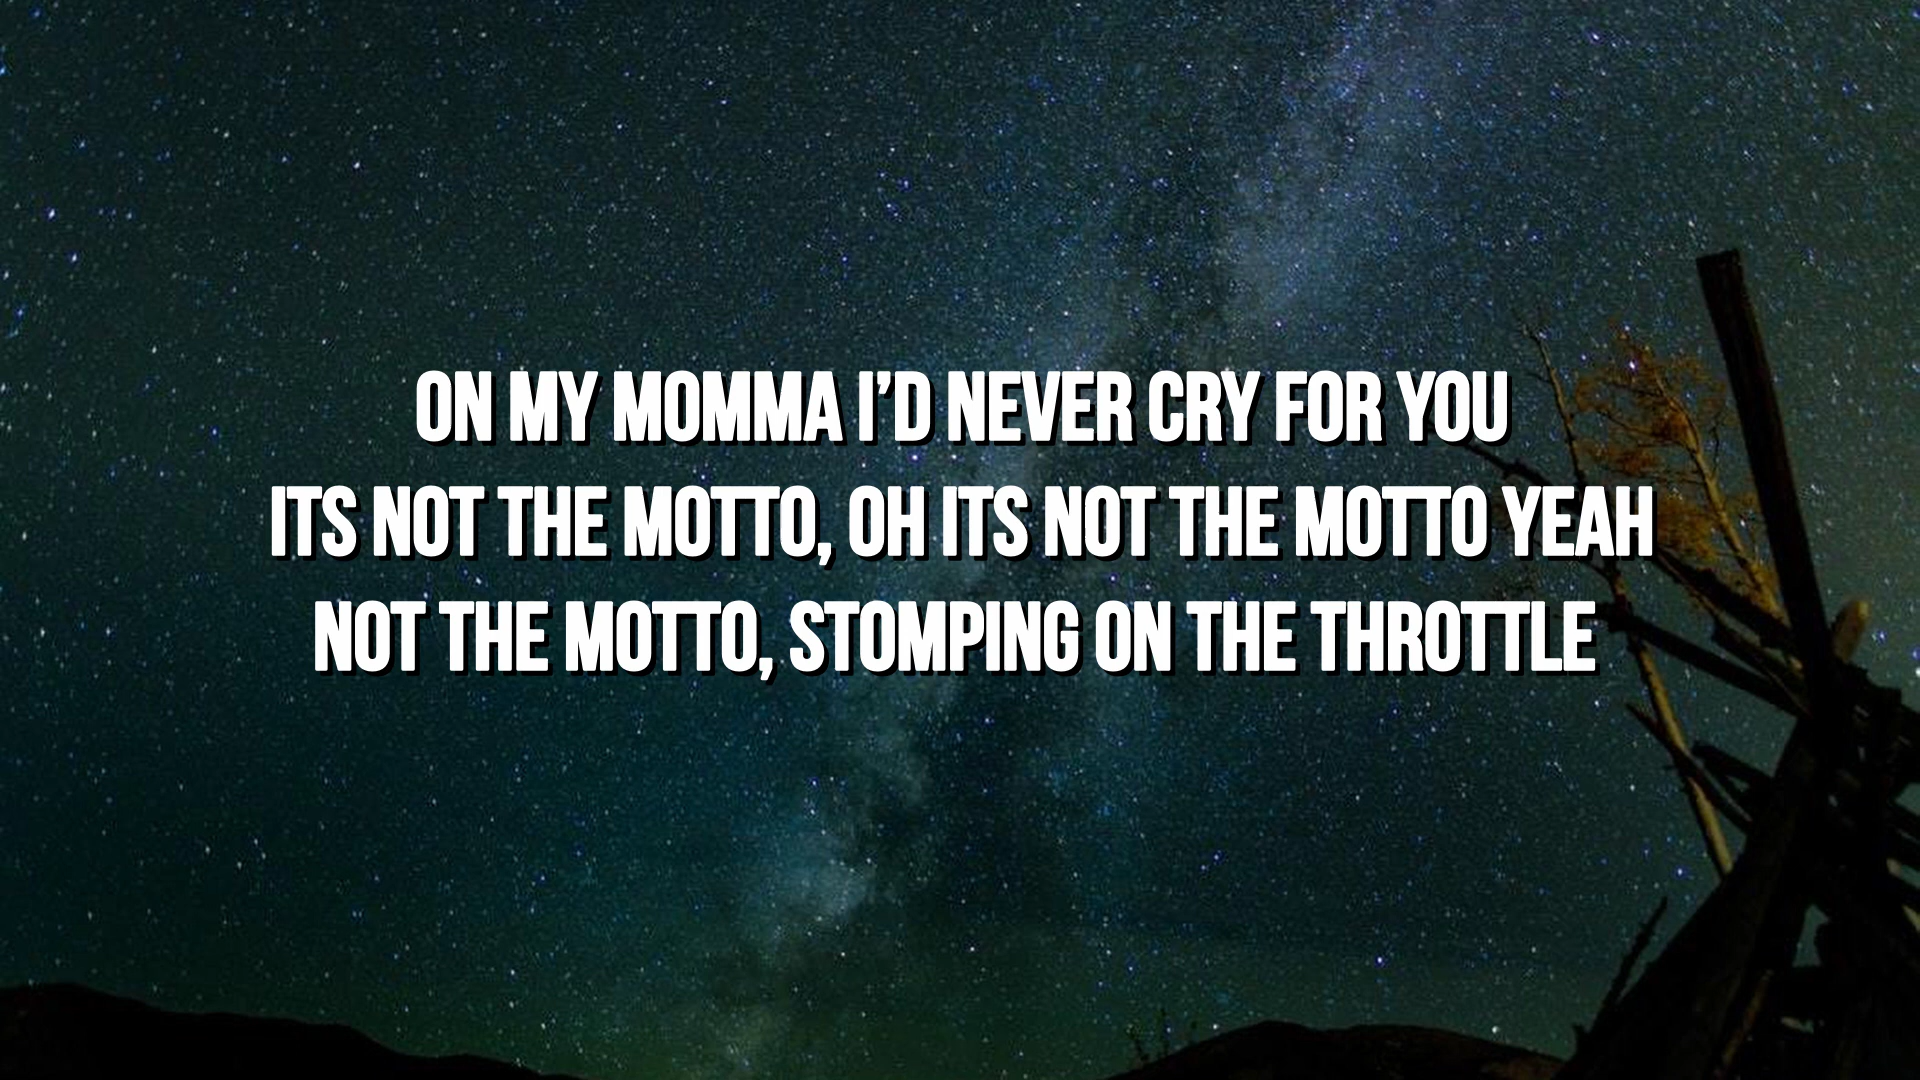 ON MY MOMMA I’D NEVER CRY FOR YOU
ITS NOT THE MOTTO, OH ITS NOT THE MOTTO YEAH
NOT THE MOTTO, STOMPING ON THE THROTTLE